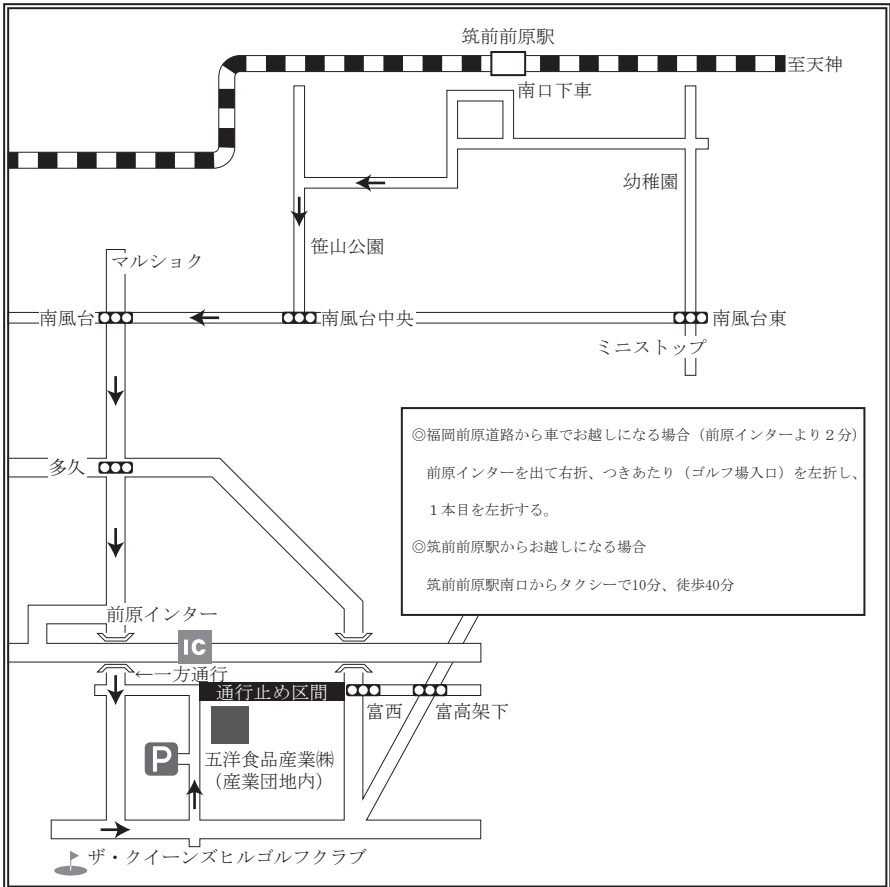 筑前前原駅
至天神
南口下車
幼稚園
笹山公園
マルショク
南風台
南風台中央
南風台東
ミニストップ
◎福岡前原道路から車でお越しになる場合（前原インターより２分）
前原インターを出て右折、つきあたり（ゴルフ場入口）を左折し、
１本目を左折する。
◎筑前前原駅からお越しになる場合
筑前前原駅南口からタクシーで10分、徒歩40分
多久
前原インター
IC
←一方通行
通行止め区間
富西
富高架下
P
五洋食品産業㈱
（産業団地内）
ザ・クイーンズヒルゴルフクラブ